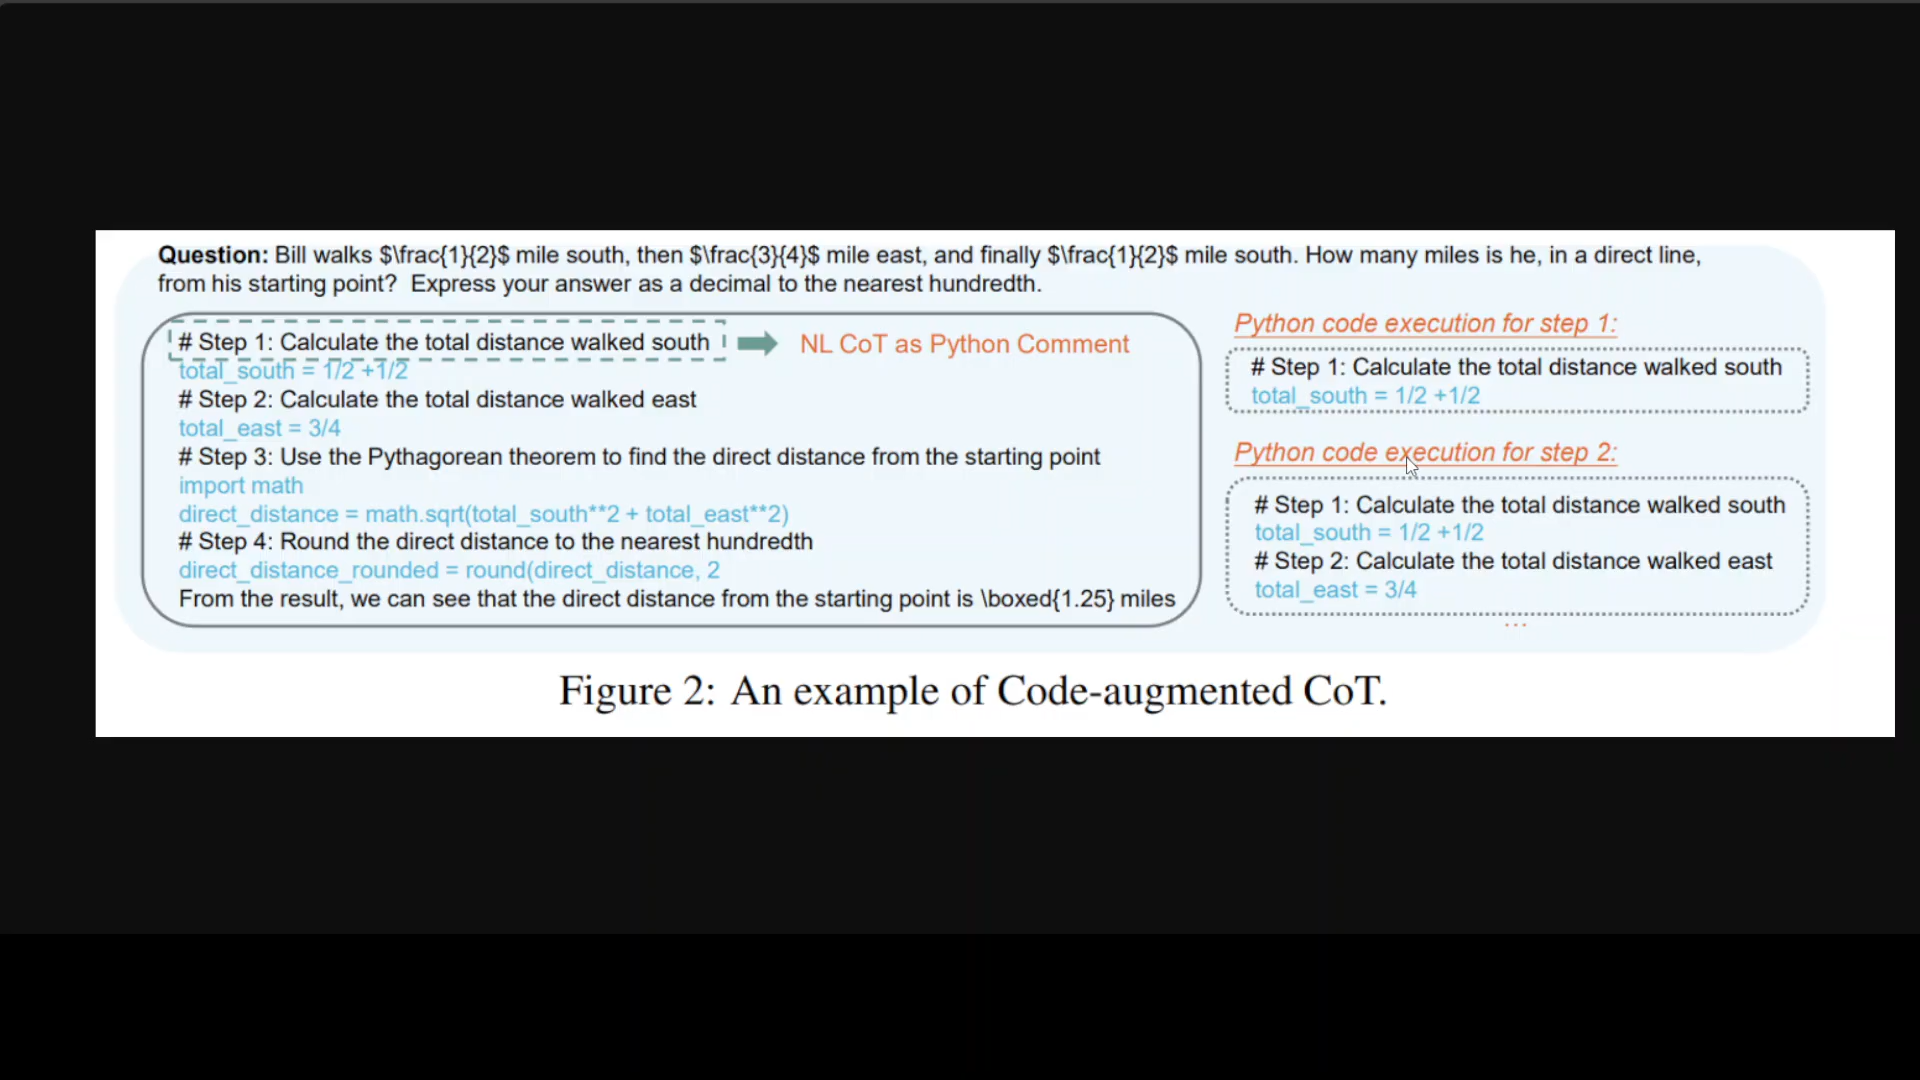 Question: Bill walks $\frac{1}{2}$ mile south, then $\frac{3}{4}$ mile east, and finally $\frac{1}{2}$ mile south. How many miles is he, in a direct line,
from his starting point? Express your answer as a decimal to the nearest hundredth.
# Step 1: Calculate the total distance walked south
NL CoT as Python Comment
total_south = 1/2 +1/2
# Step 2: Calculate the total distance walked east
total_east = 3/4
# Step 3: Use the Pythagorean theorem to find the direct distance from the starting point
import math
direct_distance = math.sqrt(total_south**2 + total_east**2)
# Step 4: Round the direct distance to the nearest hundredth
direct_distance_rounded = round(direct_distance, 2
From the result, we can see that the direct distance from the starting point is \boxed{1.25} miles
Python code execution for step 1:
# Step 1: Calculate the total distance walked south
total_south = 1/2 +1/2
Python code execution for step 2:
# Step 1: Calculate the total distance walked south
total_south = 1/2 +1/2
# Step 2: Calculate the total distance walked east
total_east = 3/4
...
Figure 2: An example of Code-augmented CoT.